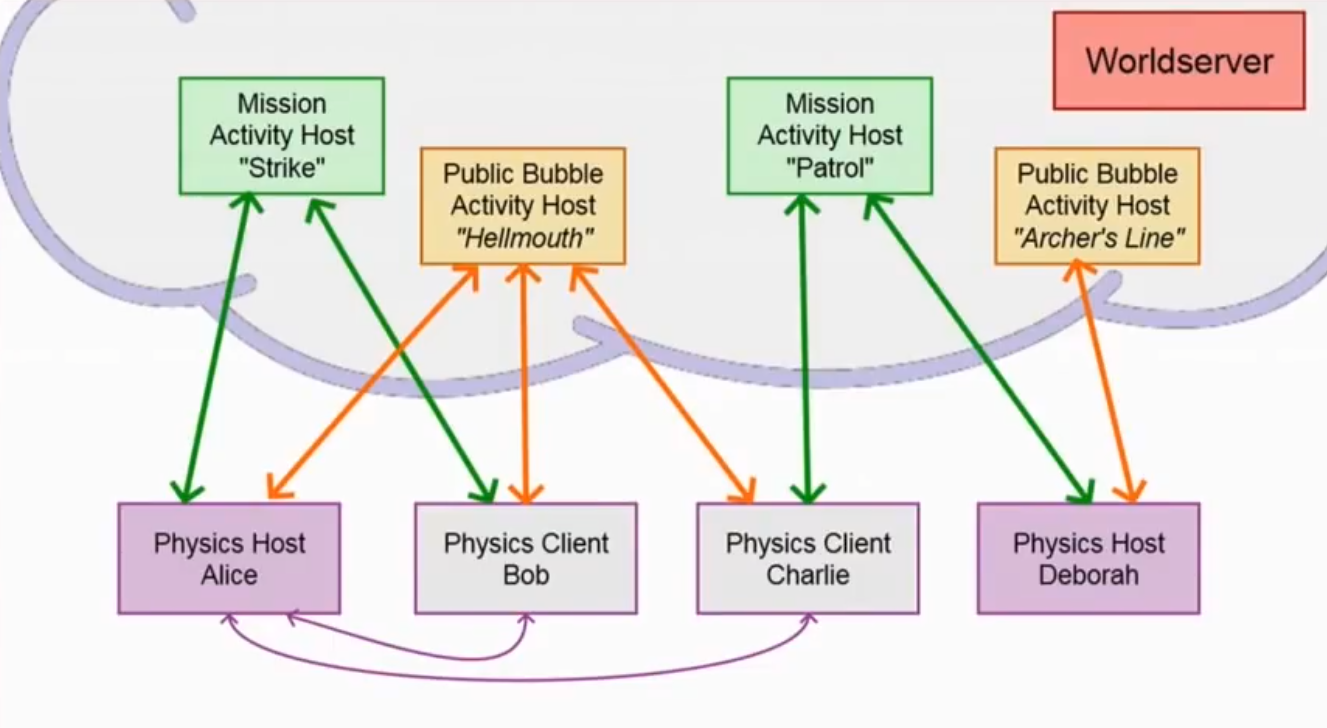 Worldserver
Mission
Activity Host
"Strike"
Public Bubble
Activity Host
"Hellmouth"
Mission
Activity Host
"Patrol"
Public Bubble
Activity Host
"Archer's Line"
Physics Host
Alice
Physics Client
Bob
Physics Client
Charlie
Physics Host
Deborah